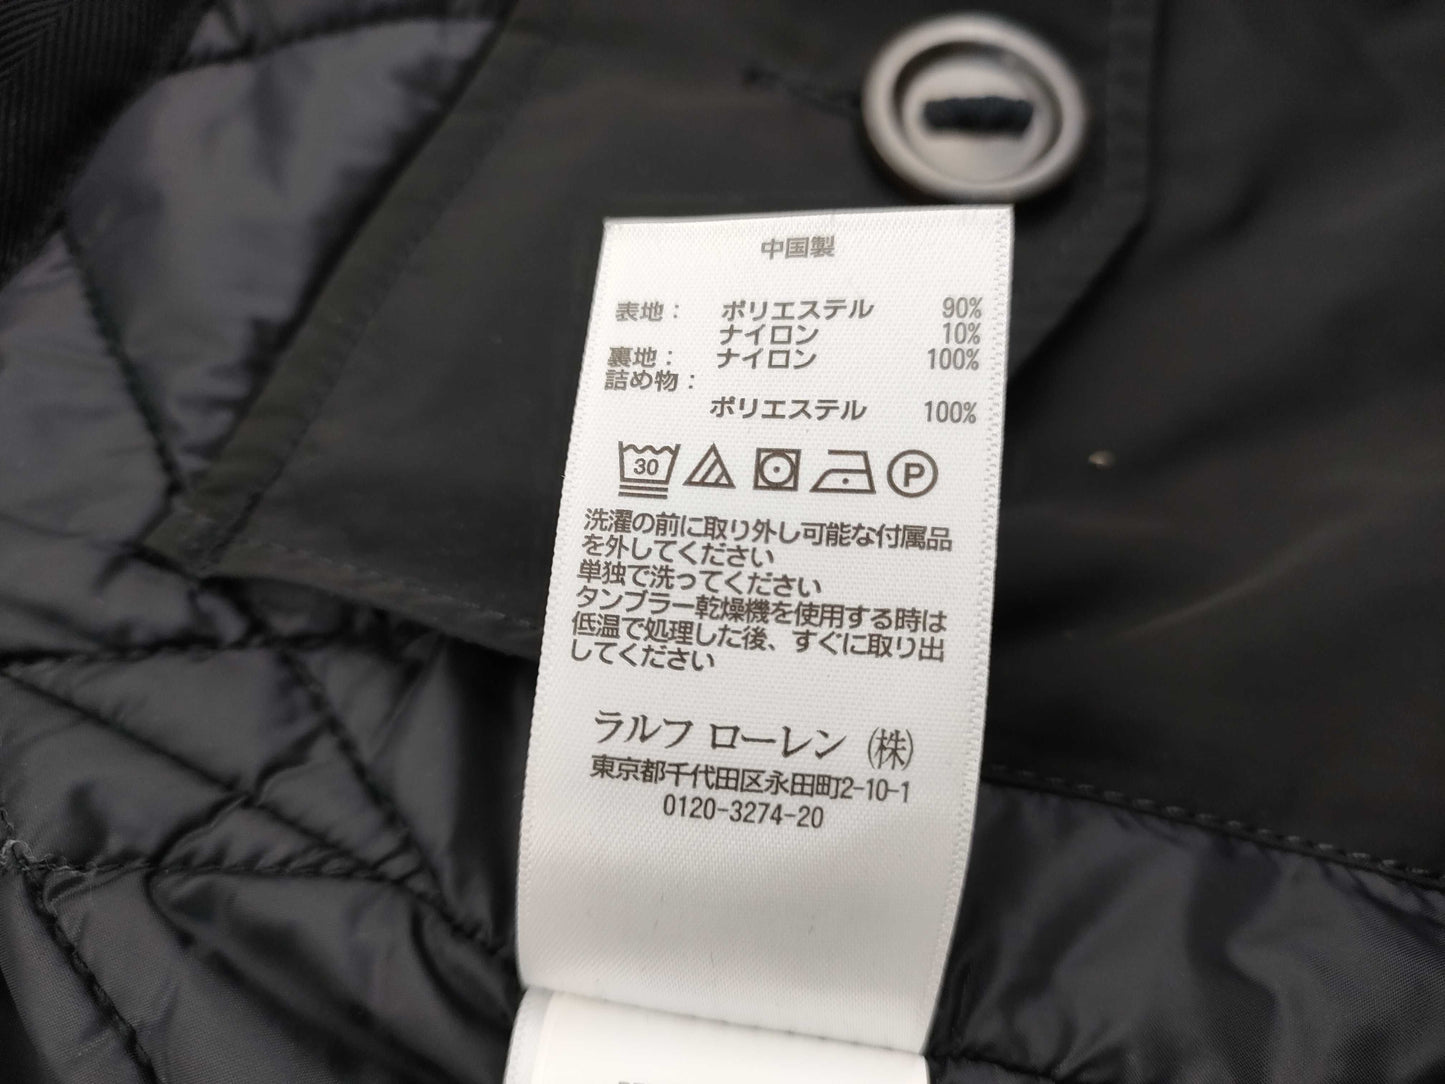 中国製
表地： ポリエステル 90%
ナイロン 10%
裏地： ナイロン 100%
詰め物：
ポリエステル 100%
30 P
洗濯の前に取り外し可能な付属品
を外してください
単独で洗ってください
タンブラー乾燥機を使用する時は
低温で処理した後、すぐに取り出
してください
ラルフ ローレン (株)
東京都千代田区永田町2-10-1
0120-3274-20